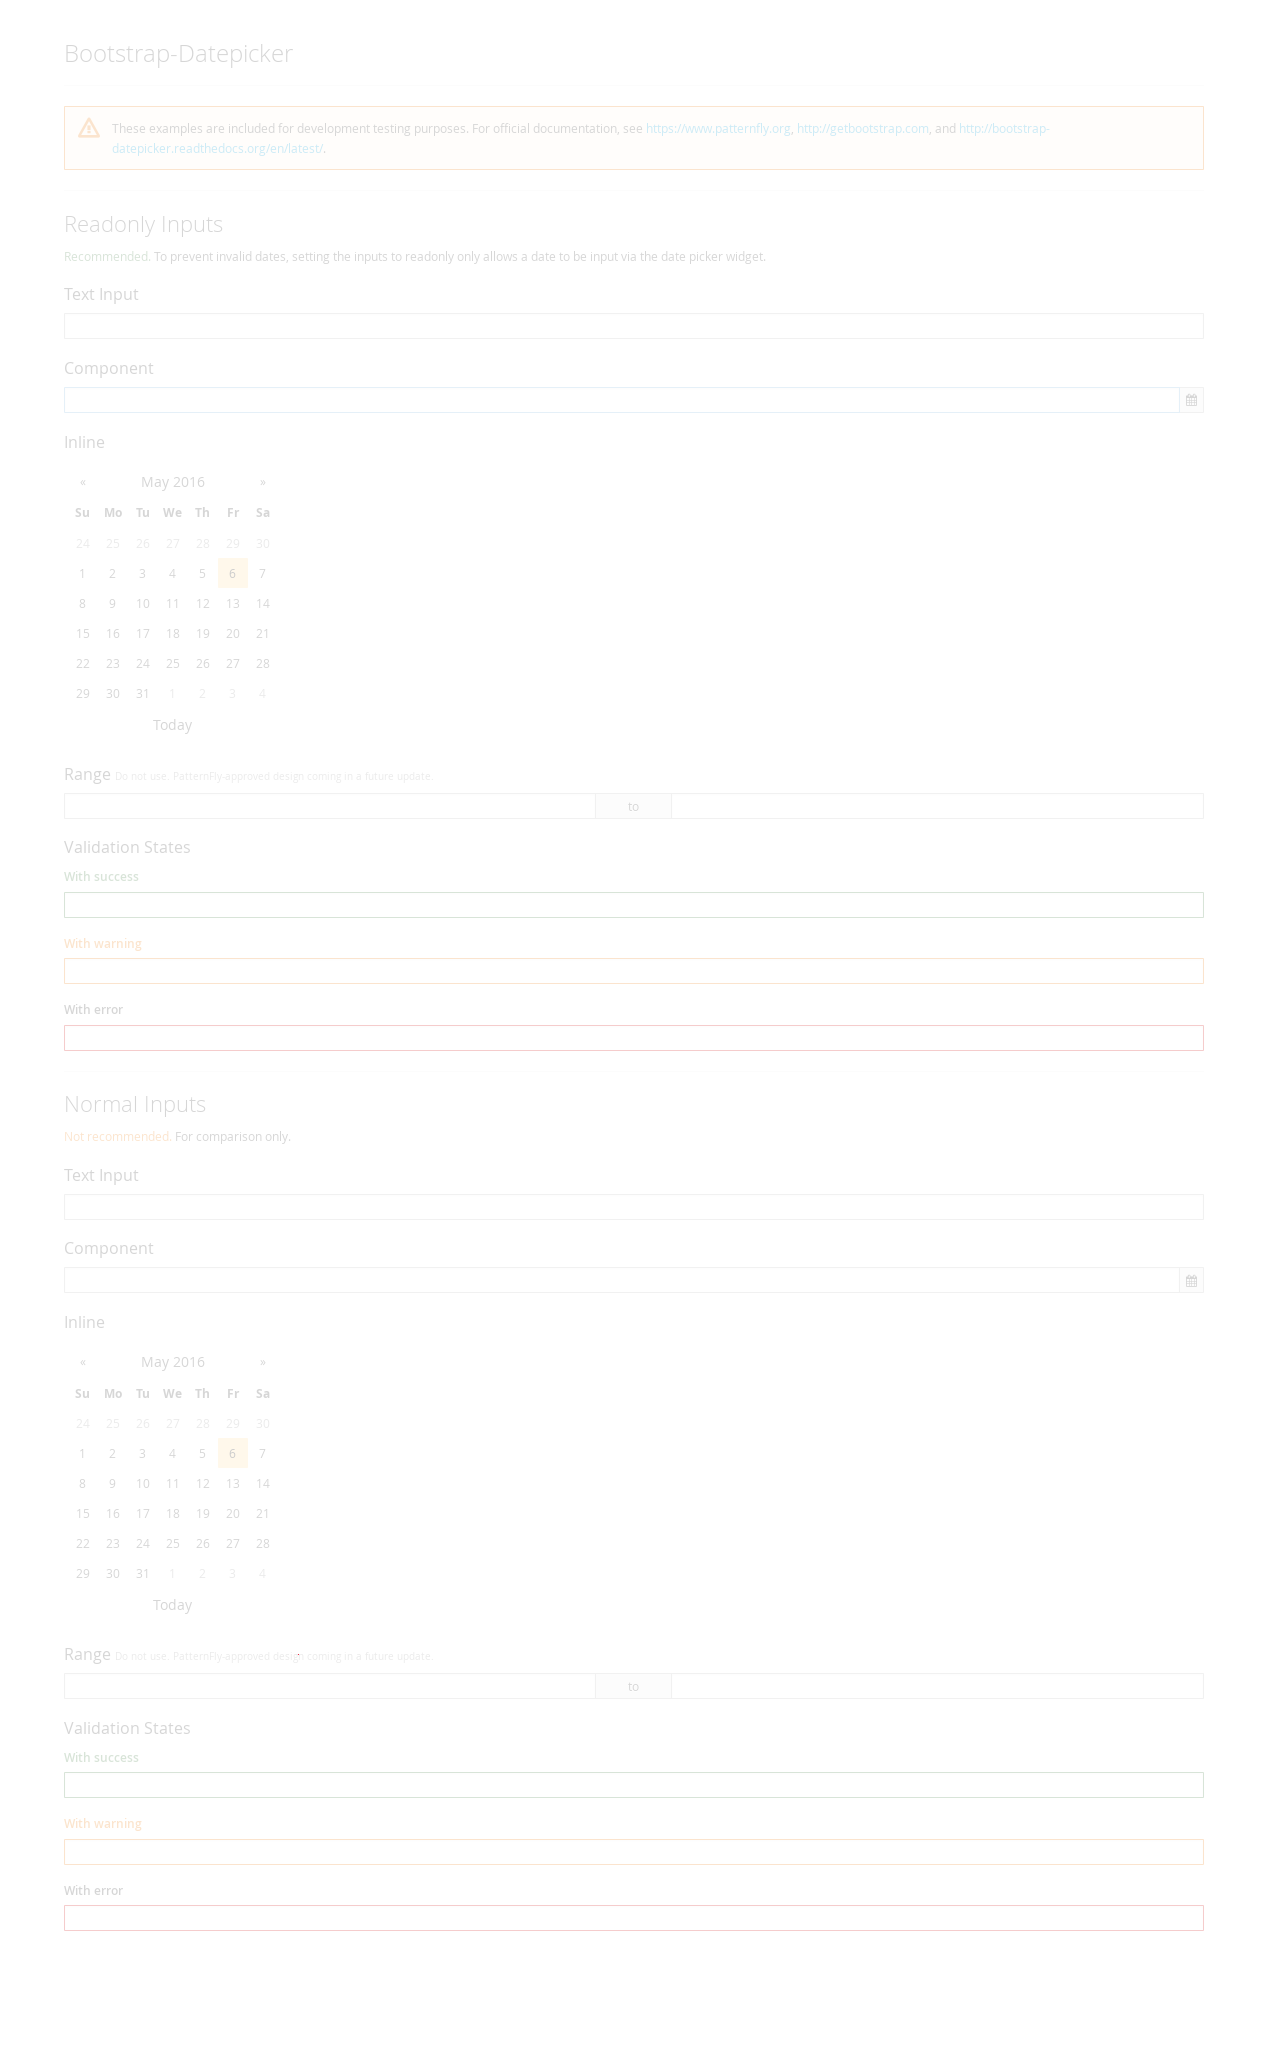 Bootstrap-Datepicker
These examples are included for development testing purposes. For official documentation, see https://www.patternfly.org, http://getbootstrap.com, and http://bootstrap-
datepicker.readthedocs.org/en/latest/.
Readonly Inputs
Recommended. To prevent invalid dates, setting the inputs to readonly only allows a date to be input via the date picker widget.
Text Input
Component
Inline
« May 2016 »
Su Mo Tu We Th Fr Sa
24 25 26 27 28 29 30
1 2 3 4 5 6 7
8 9 10 11 12 13 14
15 16 17 18 19 20 21
22 23 24 25 26 27 28
29 30 31 1 2 3 4
Today
Range Do not use. PatternFly-approved design coming in a future update.
to
Validation States
With success
With warning
With error
Normal Inputs
Not recommended. For comparison only.
Text Input
Component
Inline
« May 2016 »
Su Mo Tu We Th Fr Sa
24 25 26 27 28 29 30
1 2 3 4 5 6 7
8 9 10 11 12 13 14
15 16 17 18 19 20 21
22 23 24 25 26 27 28
29 30 31 1 2 3 4
Today
Range Do not use. PatternFly-approved design coming in a future update.
to
Validation States
With success
With warning
With error